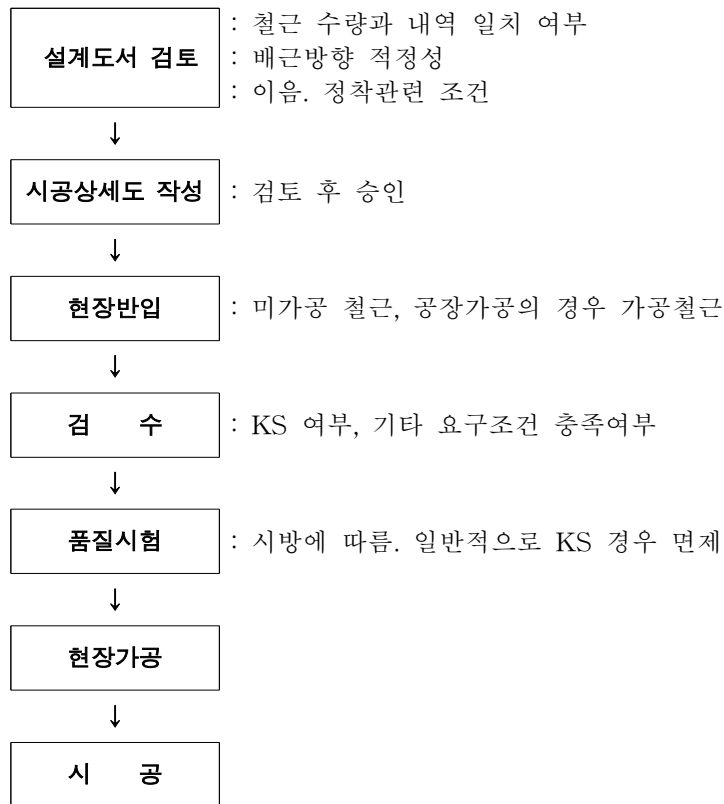 : 철근 수량과 내역 일치 여부
설계도서 검토 : 배근방향 적정성
: 이음. 정착관련 조건
↓
시공상세도 작성 : 검토 후 승인
↓
현장반입 : 미가공 철근, 공장가공의 경우 가공철근
↓
검 수 : KS 여부, 기타 요구조건 충족여부
↓
품질시험 : 시방에 따름. 일반적으로 KS 경우 면제
↓
현장가공
↓
시 공